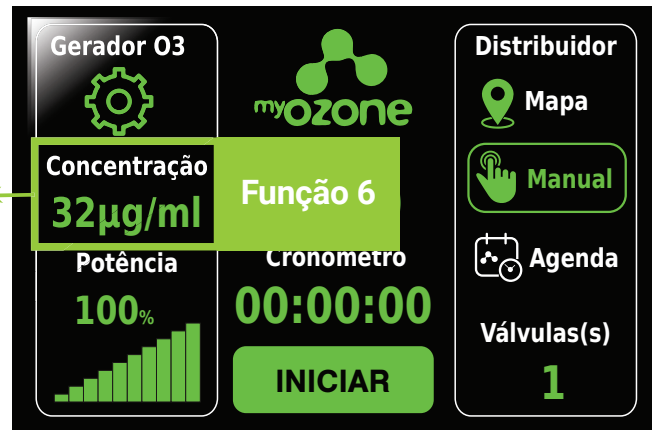 Gerador O3
Concentração
32µg/ml
Função 6
Potência
100%
myozone
Cronômetro
00:00:00
INICIAR
Distribuidor
Mapa
Manual
Agenda
Válvulas(s)
1